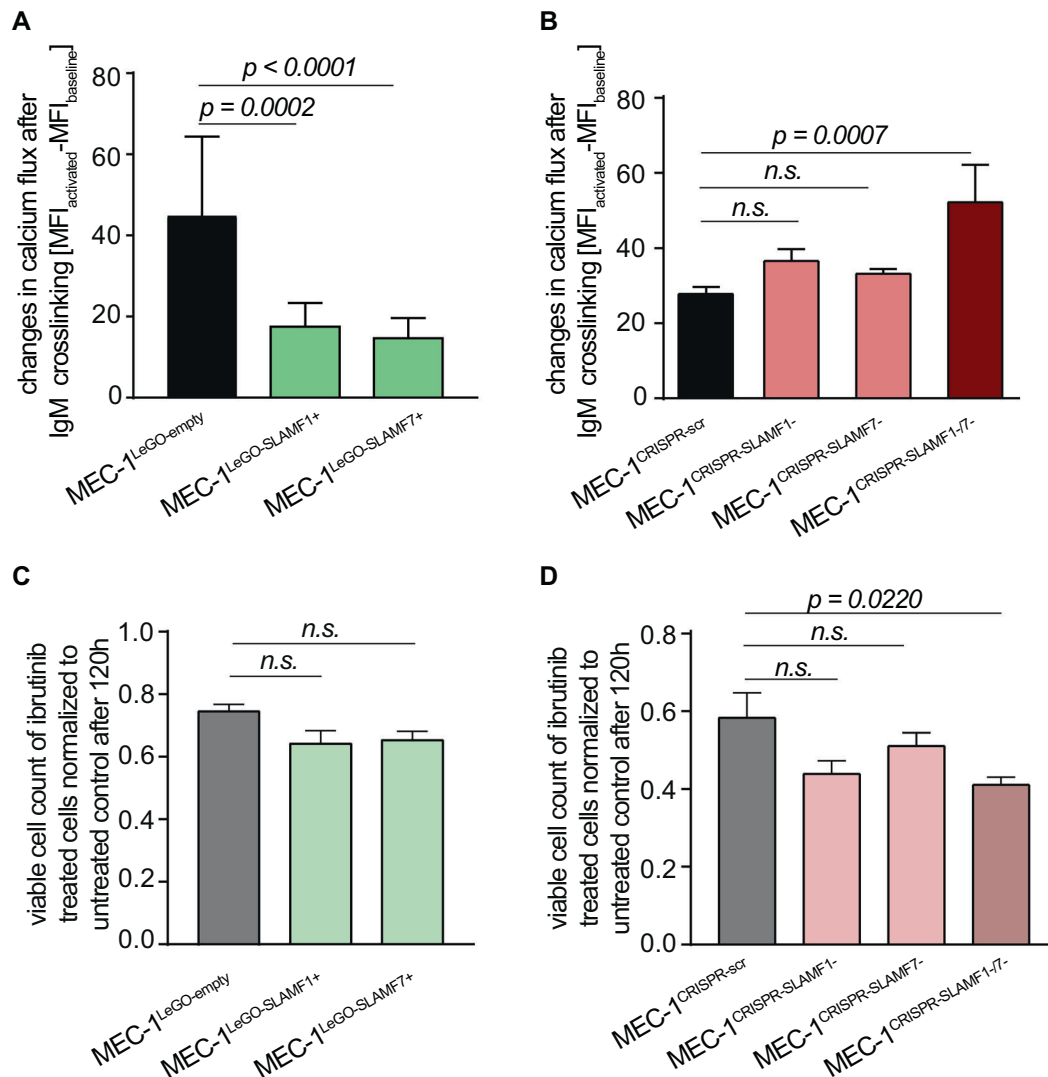 A
changes in calcium flux after
IgM crosslinking [MFIactivated-MFIbaseline]
80
60
40
20
0
p < 0.0001
p = 0.0002
MEC-1LeGO-empty
MEC-1LeGO-SLAMF1+
MEC-1LeGO-SLAMF7+
B
changes in calcium flux after
IgM crosslinking [MFIactivated-MFIbaseline]
80
60
40
20
0
p = 0.0007
n.s.
n.s.
MEC-1CRISPR-scr
MEC-1CRISPR-SLAMF1-
MEC-1CRISPR-SLAMF7-
MEC-1CRISPR-SLAMF1-/7-
C
viable cell count of ibrutinib
treated cells normalized to
untreated control after 120h
1.0
0.8
0.6
0.4
0.2
0.0
n.s.
n.s.
MEC-1LeGO-empty
MEC-1LeGO-SLAMF1+
MEC-1LeGO-SLAMF7+
D
viable cell count of ibrutinib
treated cells normalized to
untreated control after 120h
0.8
0.6
0.4
0.2
0.0
p = 0.0220
n.s.
n.s.
MEC-1CRISPR-scr
MEC-1CRISPR-SLAMF1-
MEC-1CRISPR-SLAMF7-
MEC-1CRISPR-SLAMF1-/7-